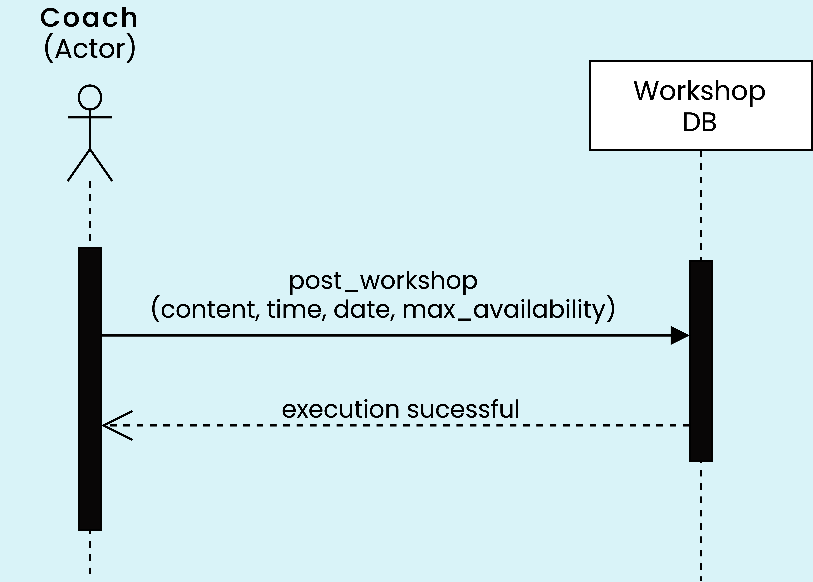 Coach
(Actor)
Workshop
DB
post_workshop
(content, time, date, max_availability)
execution sucessful